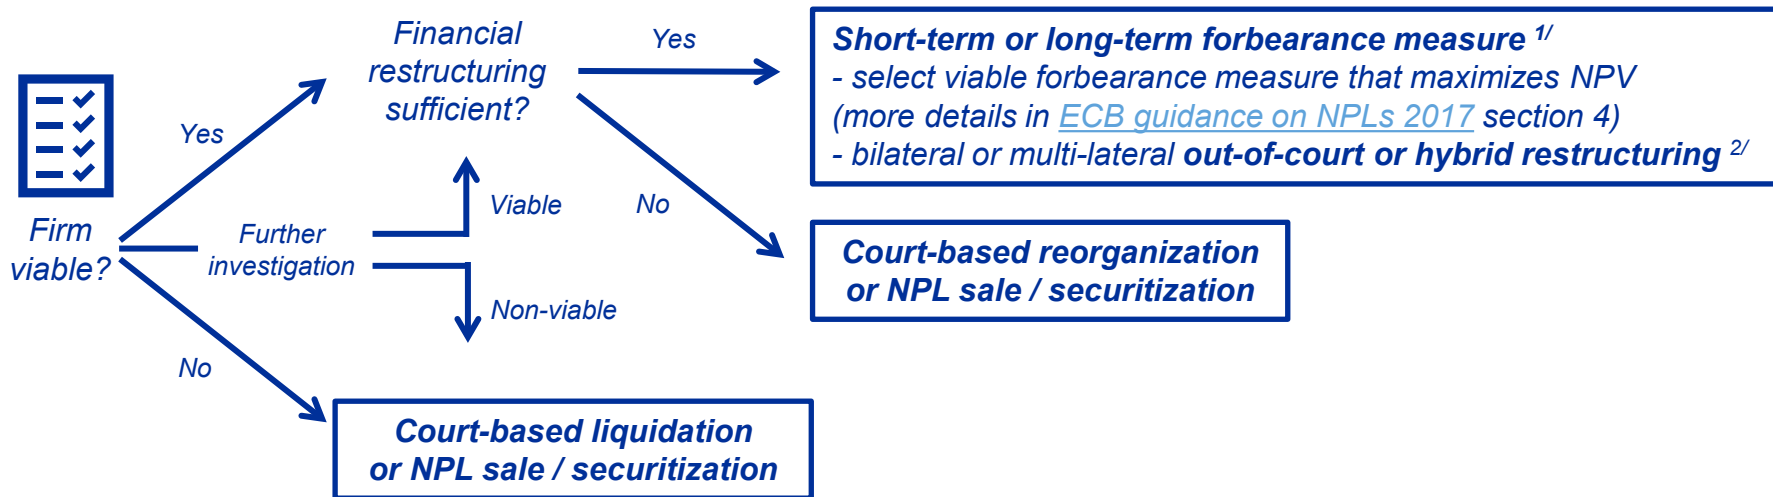 Financial
restructuring
sufficient?
Yes
Short-term or long-term forbearance measure 1/
- select viable forbearance measure that maximizes NPV
(more details in ECB guidance on NPLs 2017 section 4)
- bilateral or multi-lateral out-of-court or hybrid restructuring 2/
Yes
Viable
No
Firm
viable?
Further
investigation
Court-based reorganization
or NPL sale / securitization
Non-viable
No
Court-based liquidation
or NPL sale / securitization